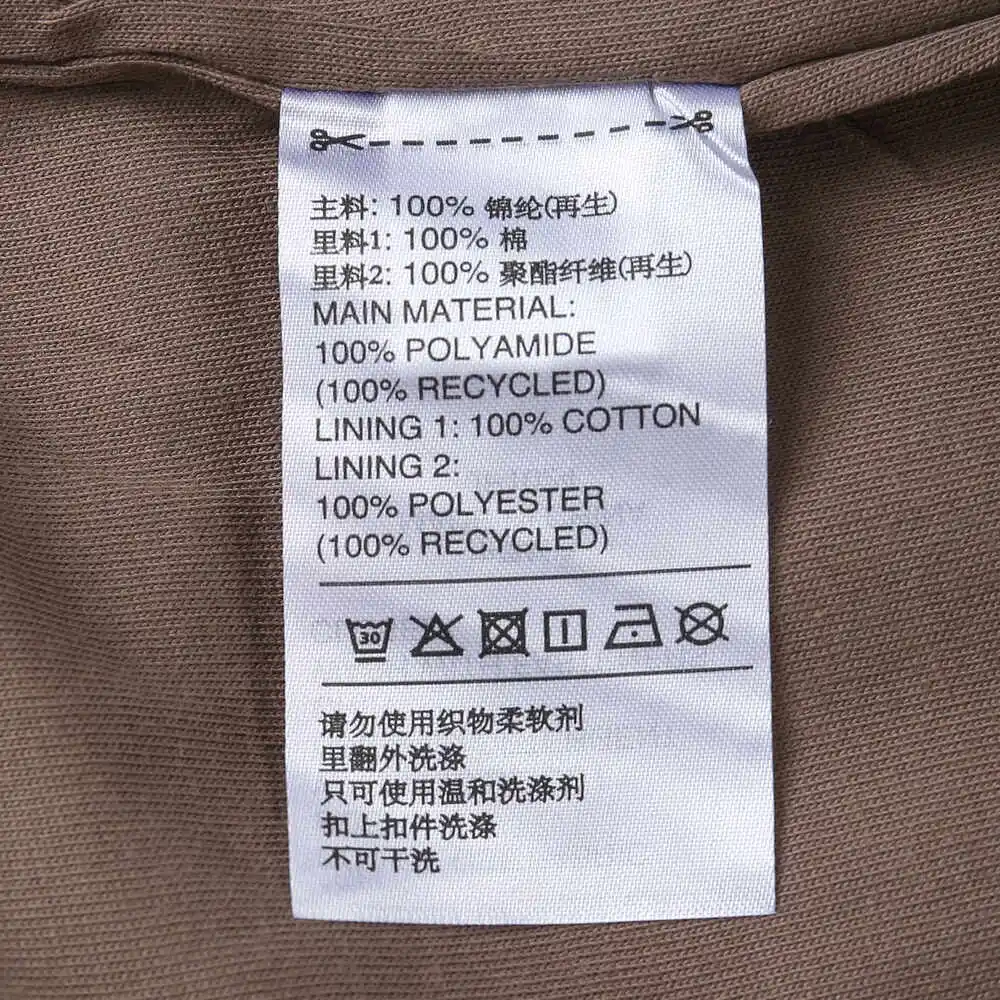 主料: 100% 锦纶(再生)
里料1: 100% 棉
里料2: 100% 聚酯纤维(再生)
MAIN MATERIAL:
100% POLYAMIDE
(100% RECYCLED)
LINING 1: 100% COTTON
LINING 2:
100% POLYESTER
(100% RECYCLED)
30
请勿使用织物柔软剂
里翻外洗涤
只可使用温和洗涤剂
扣上扣件洗涤
不可干洗